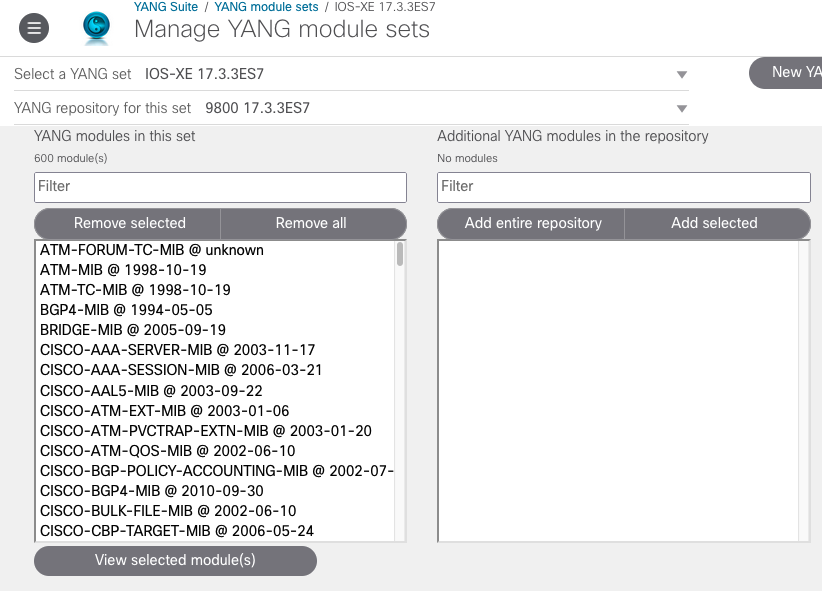 YANG Suite / YANG module sets / IOS-XE 17.3.3ES7
Manage YANG module sets
Select a YANG set IOS-XE 17.3.3ES7
New YA
YANG repository for this set 9800 17.3.3ES7
YANG modules in this set
600 module(s)
Filter
Remove selected Remove all
ATM-FORUM-TC-MIB @ unknown
ATM-MIB @ 1998-10-19
ATM-TC-MIB @ 1998-10-19
BGP4-MIB @ 1994-05-05
BRIDGE-MIB @ 2005-09-19
CISCO-AAA-SERVER-MIB @ 2003-11-17
CISCO-AAA-SESSION-MIB @ 2006-03-21
CISCO-AAL5-MIB @ 2003-09-22
CISCO-ATM-EXT-MIB @ 2003-01-06
CISCO-ATM-PVCTRAP-EXTN-MIB @ 2003-01-20
CISCO-ATM-QOS-MIB @ 2002-06-10
CISCO-BGP-POLICY-ACCOUNTING-MIB @ 2002-07-
CISCO-BGP4-MIB @ 2010-09-30
CISCO-BULK-FILE-MIB @ 2002-06-10
CISCO-CBP-TARGET-MIB @ 2006-05-24
View selected module(s)
Additional YANG modules in the repository
No modules
Filter
Add entire repository Add selected